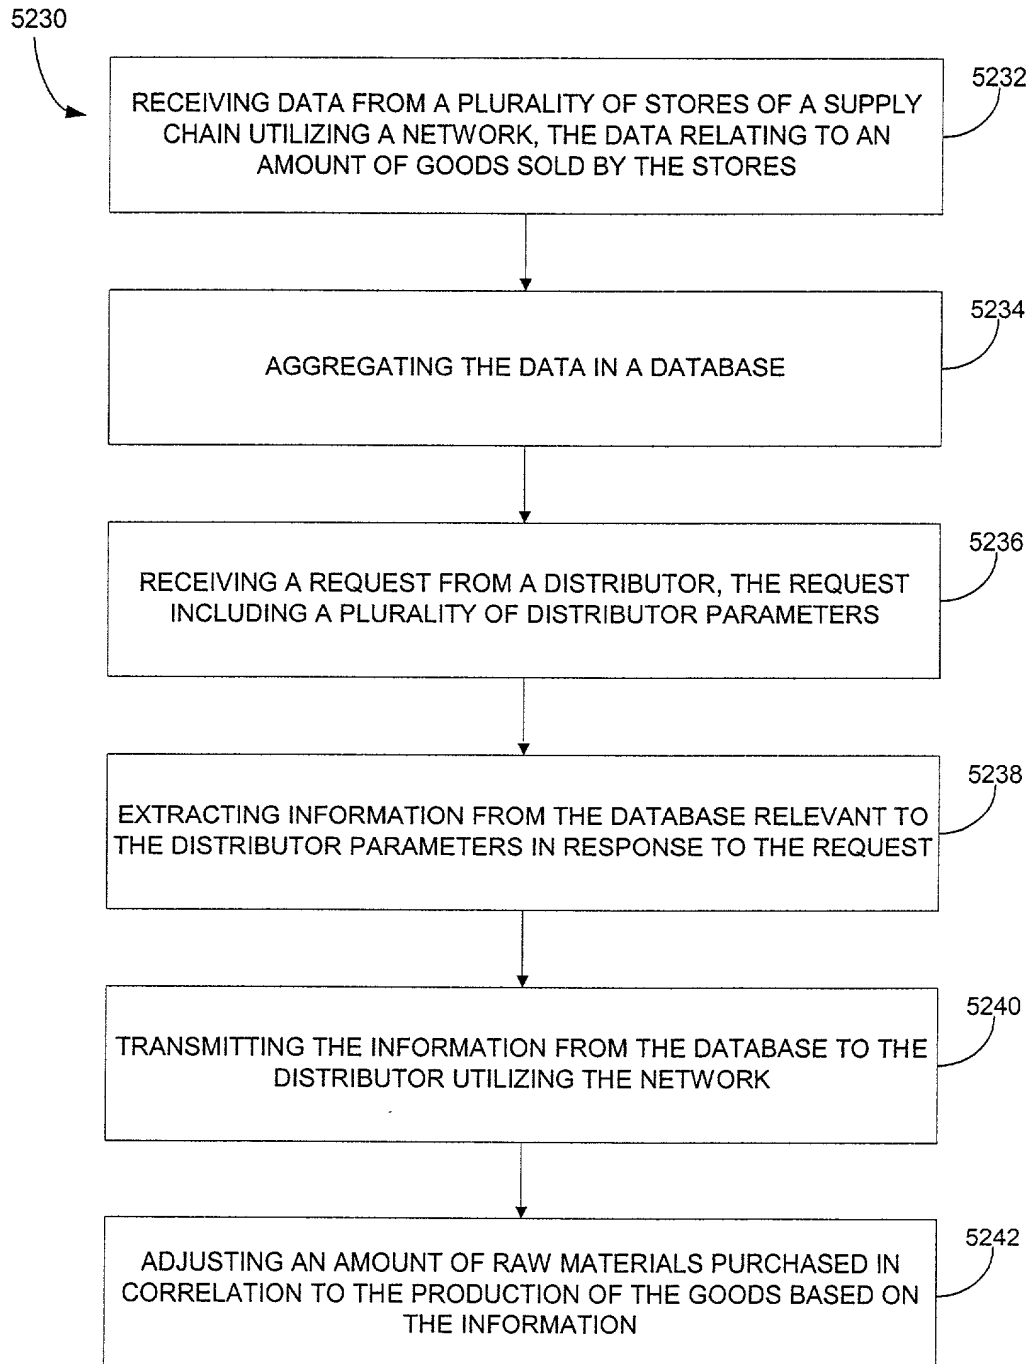 5230
5232
RECEIVING DATA FROM A PLURALITY OF STORES OF A SUPPLY
CHAIN UTILIZING A NETWORK, THE DATA RELATING TO AN
AMOUNT OF GOODS SOLD BY THE STORES
5234
AGGREGATING THE DATA IN A DATABASE
5236
RECEIVING A REQUEST FROM A DISTRIBUTOR, THE REQUEST
INCLUDING A PLURALITY OF DISTRIBUTOR PARAMETERS
5238
EXTRACTING INFORMATION FROM THE DATABASE RELEVANT TO
THE DISTRIBUTOR PARAMETERS IN RESPONSE TO THE REQUEST
5240
TRANSMITTING THE INFORMATION FROM THE DATABASE TO THE
DISTRIBUTOR UTILIZING THE NETWORK
5242
ADJUSTING AN AMOUNT OF RAW MATERIALS PURCHASED IN
CORRELATION TO THE PRODUCTION OF THE GOODS BASED ON
THE INFORMATION